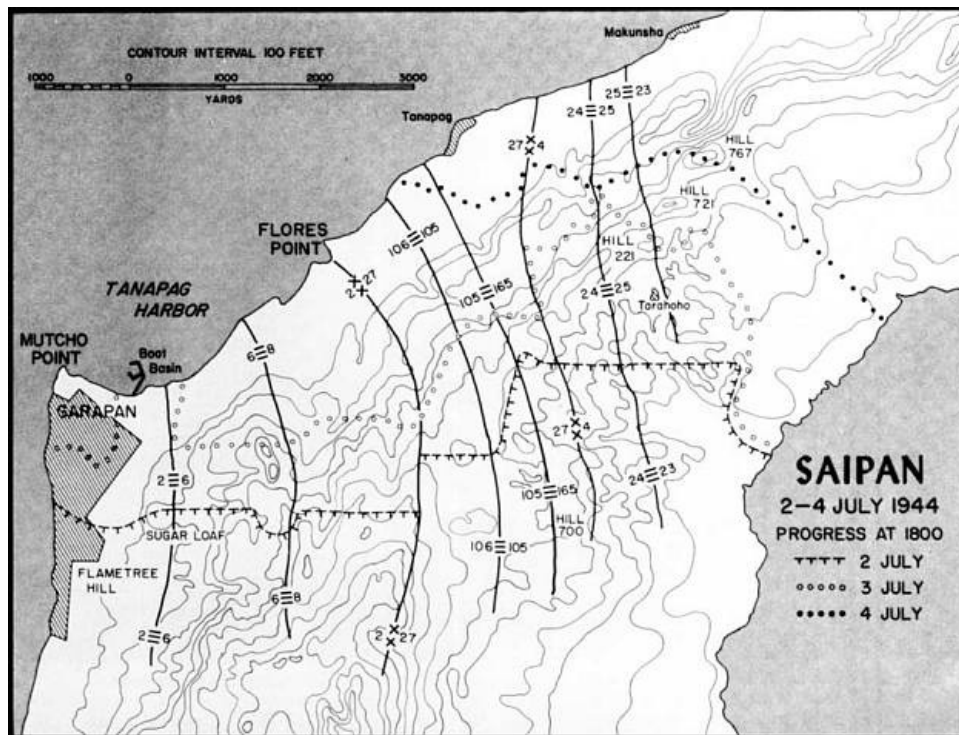 Makunsha
CONTOUR INTERVAL 100 FEET
1000 0 1000 2000 3000
YARDS
Tanapag
25 23
24 25
27 4
HILL
767
HILL
721
HILL
221
FLORES
POINT
106 105
105 165
2 27
24 25
Tarahoho
TANAPAG
HARBOR
MUTCHO
POINT
Boat
Basin
6 8
GARAPAN
27 4
2 6
24 23
105 165
HILL
700
SUGAR LOAF
106 105
FLAMETREE
HILL
6 8
2 6
2 27
SAIPAN
2-4 JULY 1944
PROGRESS AT 1800
2 JULY
3 JULY
4 JULY